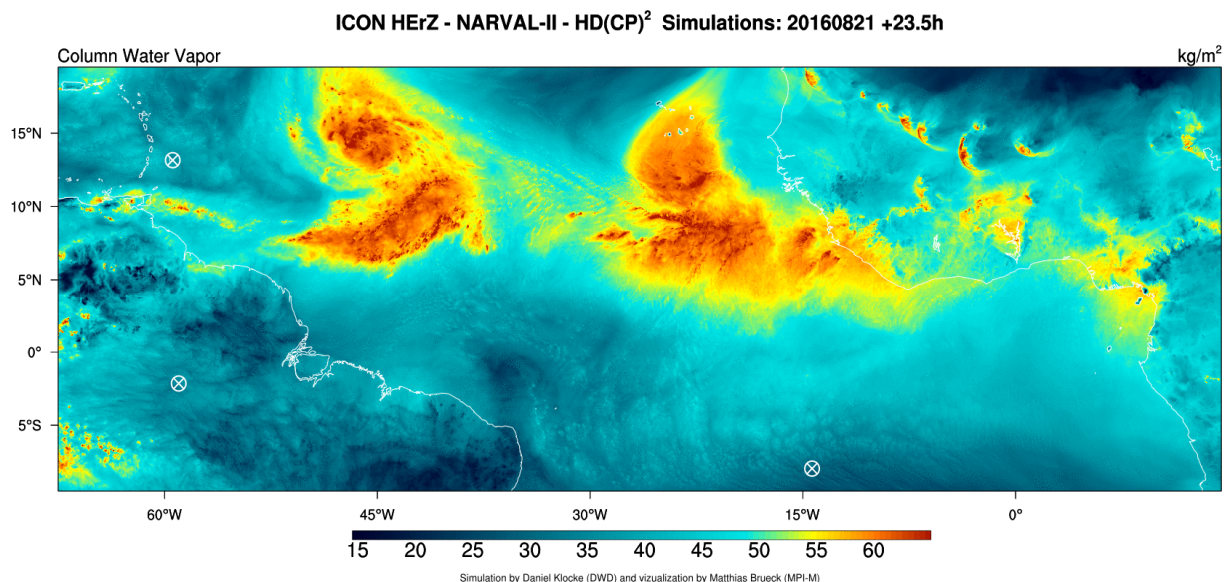 ICON HErZ - NARVAL-II - HD(CP)² Simulations: 20160821 +23.5h
Column Water Vapor kg/m²
15°N
10°N
5°N
0°
5°S
60°W 45°W 30°W 15°W 0°
15 20 25 30 35 40 45 50 55 60
Simulation by Daniel Klocke (DWD) and vizualization by Matthias Brueck (MPI-M)